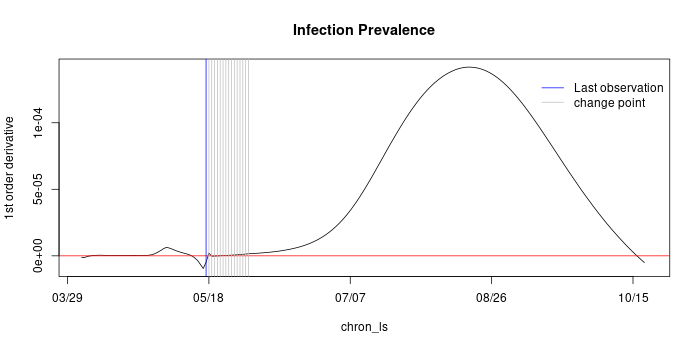 Infection Prevalence
1st order derivative
1e-04
5e-05
0e+00
Last observation
change point
03/29 05/18 07/07 08/26 10/15
chron_ls